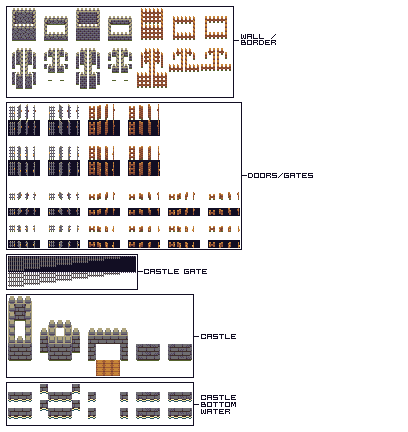 WALL /
BORDER
DOORS/GATES
CASTLE GATE
CASTLE
CASTLE
BOTTOM
WATER